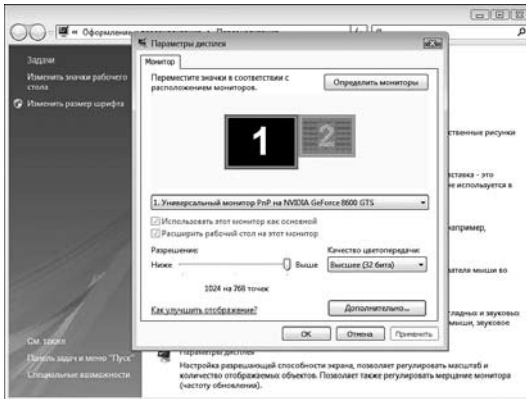 « Оформление
Задачи
Изменить значки рабочего
стола
Изменить размер шрифта
См. также
Панель задач и меню "Пуск"
Специальные возможности
Параметры дисплея
Монитор
Переместите значки в соответствии с
расположением мониторов.
Определить мониторы
1
2
1. Универсальный монитор PnP на NVIDIA GeForce 8600 GTS
Использовать этот монитор как основной
Расширить рабочий стол на этот монитор
Разрешение:
Ниже
Выше
1024 на 768 точек
Качество цветопередачи:
Высшее (32 бита)
Как улучшить отображение?
Дополнительно...
ОК
Отмена
Применить
рисунки
это
не используется в
например,
мыши во
и звуковых
мыши, звуковое
Параметры дисплея
Настройка разрешающей способности экрана, позволяет регулировать масштаб и
количество отображаемых объектов. Позволяет также регулировать мерцание монитора
(частоту обновления).